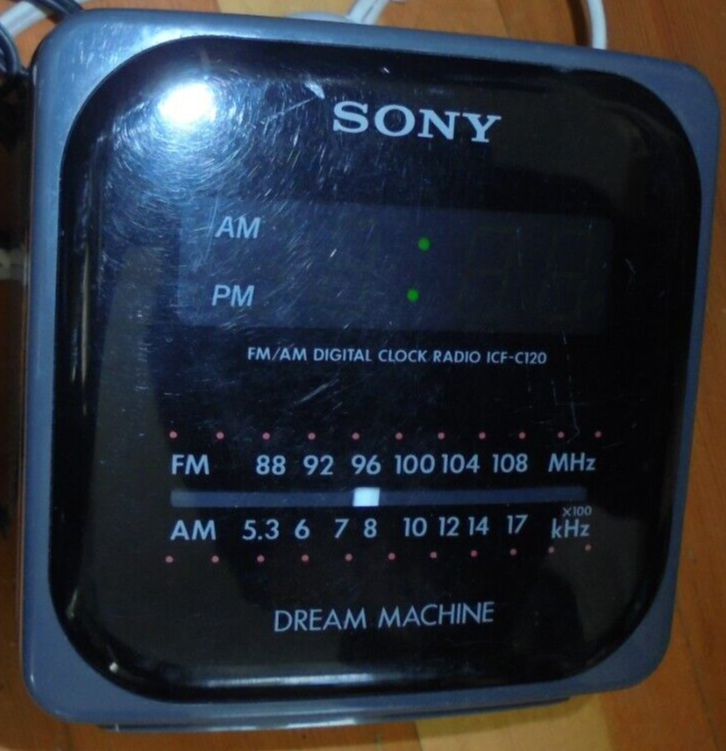 SONY
AM
PM
FM/AM DIGITAL CLOCK RADIO ICF-C120
FM 88 92 96 100 104 108 MHz
AM 5.3 6 7 8 10 12 14 17 ×100 kHz
DREAM MACHINE